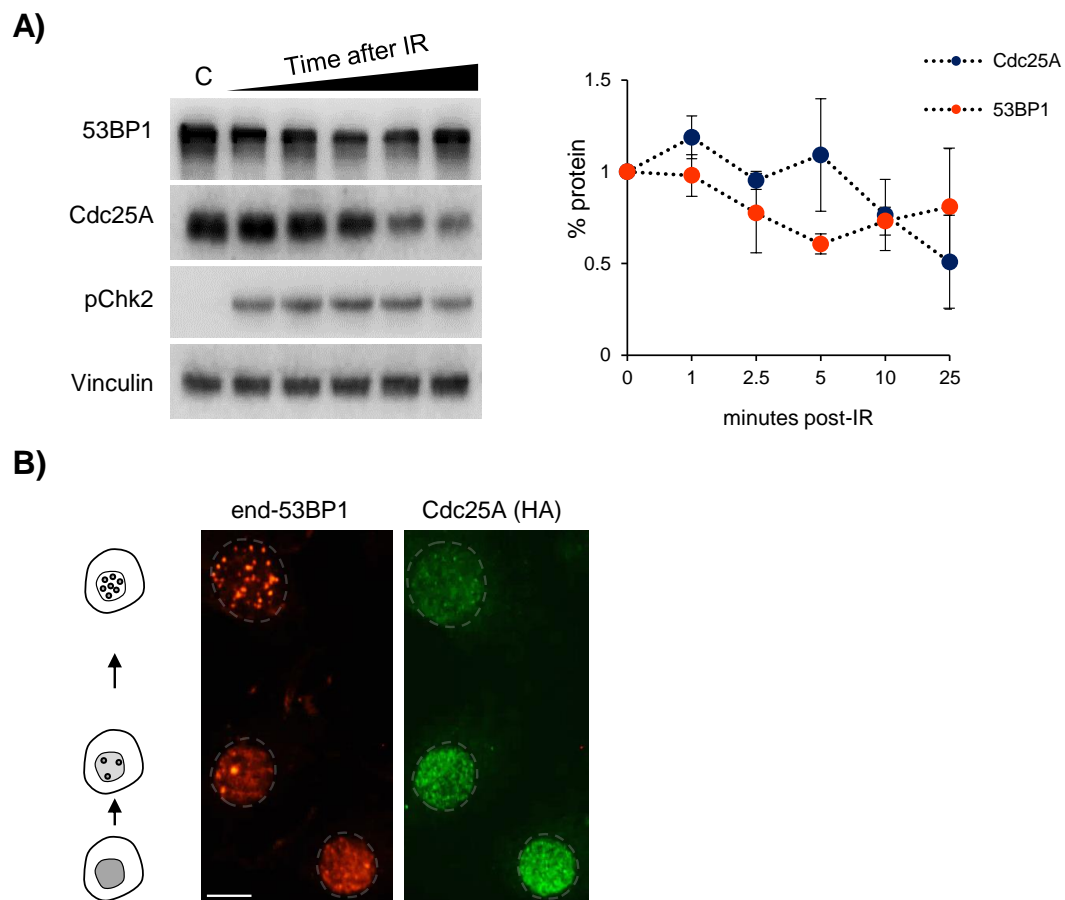 A)
Time after IR
C
53BP1
Cdc25A
pChk2
Vinculin
Cdc25A
53BP1
% protein
1.5
1
0.5
0
0 1 2.5 5 10 25
minutes post-IR
B)
end-53BP1 Cdc25A (HA)